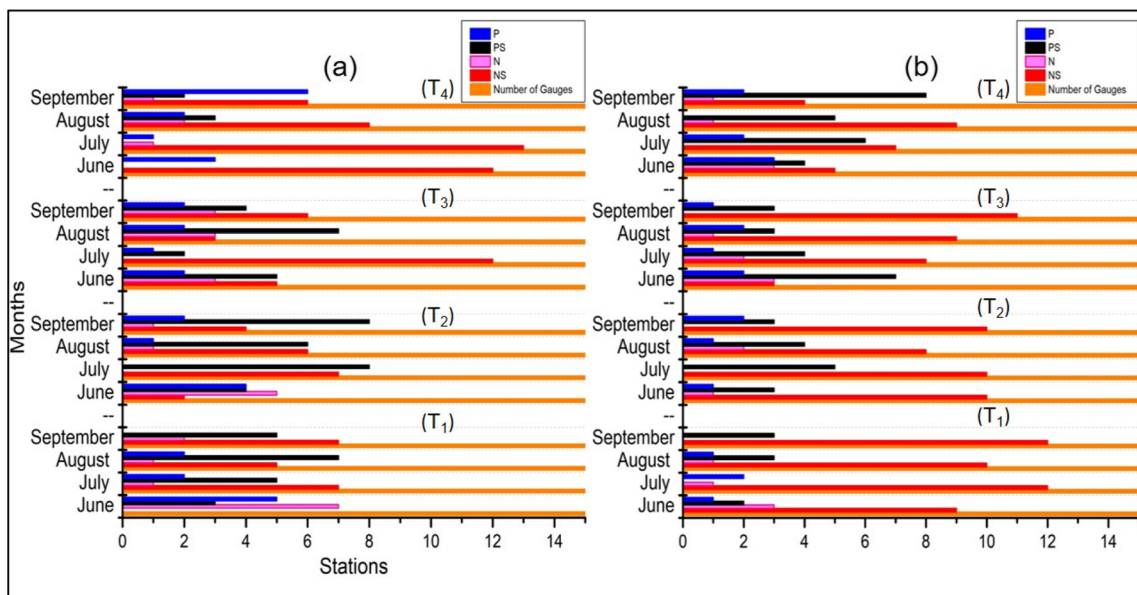 (a)
P
PS
N
NS
Number of Gauges
(T4)
September
August
July
June
--
(T3)
September
August
July
June
--
(T2)
September
August
July
June
--
(T1)
September
August
July
June
0 2 4 6 8 10 12 14
Months
Stations
(b)
P
PS
N
NS
Number of Gauges
(T4)
September
August
July
June
--
(T3)
September
August
July
June
--
(T2)
September
August
July
June
--
(T1)
September
August
July
June
0 2 4 6 8 10 12 14